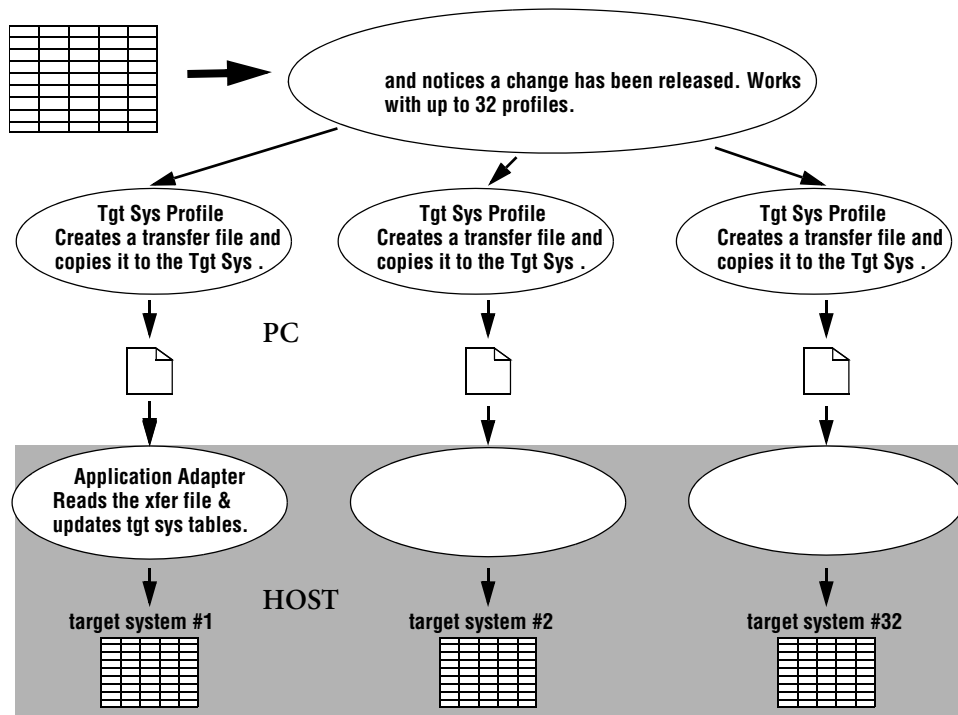 and notices a change has been released. Works
with up to 32 profiles.
Tgt Sys Profile
Creates a transfer file and
copies it to the Tgt Sys .
Tgt Sys Profile
Creates a transfer file and
copies it to the Tgt Sys .
Tgt Sys Profile
Creates a transfer file and
copies it to the Tgt Sys .
PC
Application Adapter
Reads the xfer file &
updates tgt sys tables.
HOST
target system #1
target system #2
target system #32